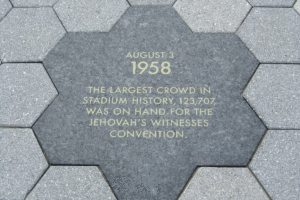 AUGUST 3
1958
THE LARGEST CROWD IN
STADIUM HISTORY, 123,707,
WAS ON HAND FOR THE
JEHOVAH'S WITNESSES
CONVENTION.